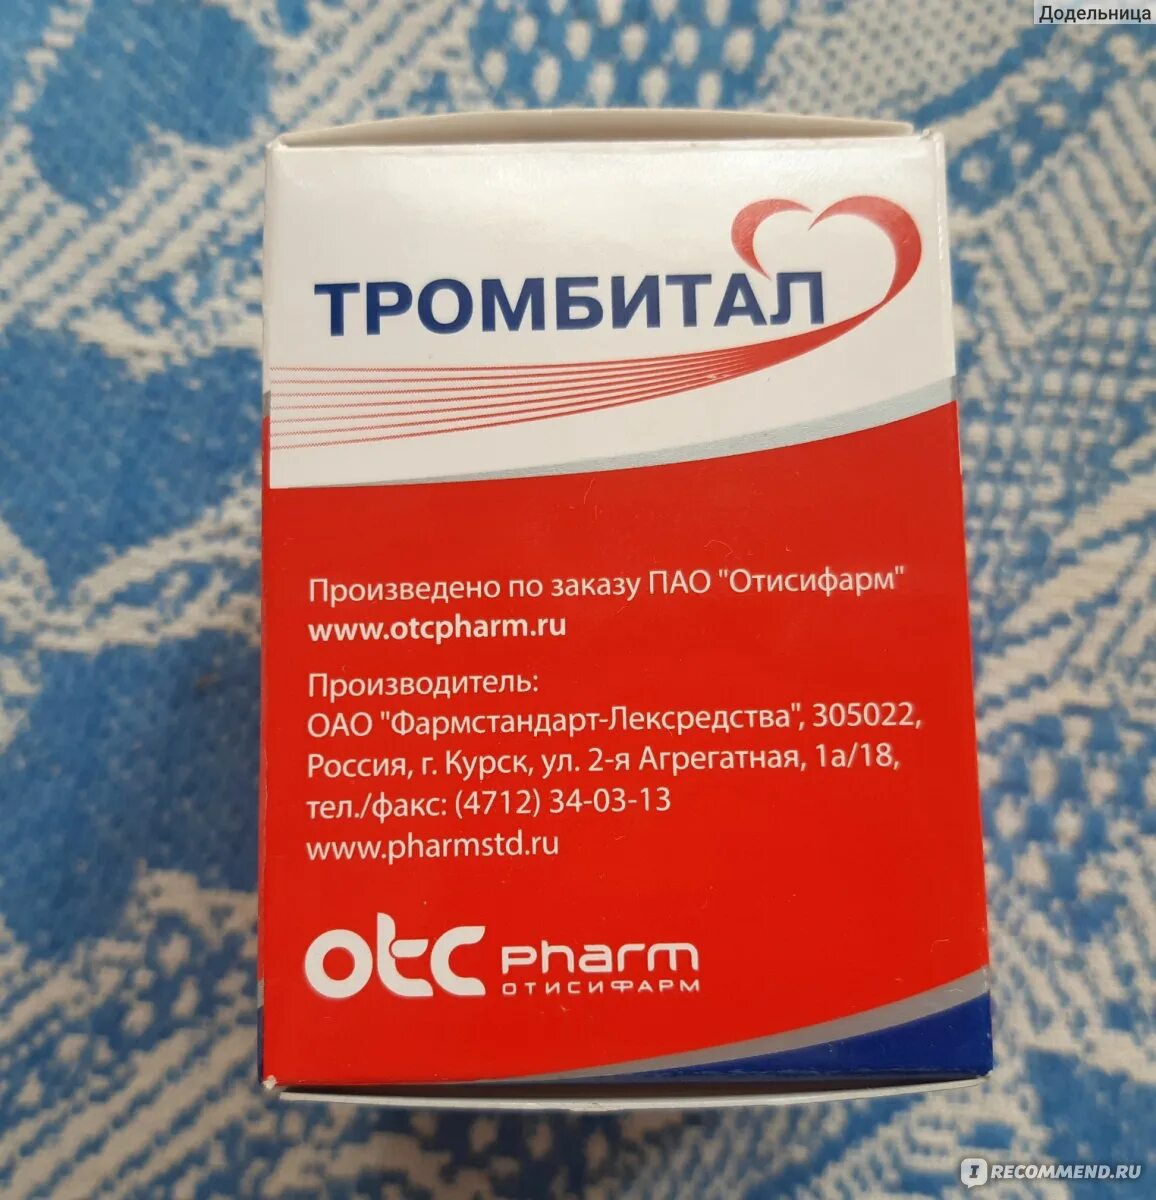 Додельница
ТРОМБИТАЛ
Произведено по заказу ПАО "Отисифарм"
www.otcpharm.ru
Производитель:
ОАО "Фармстандарт-Лексредства", 305022,
Россия, г. Курск, ул. 2-я Агрегатная, 1а/18,
тел./факс: (4712) 34-03-13
www.pharmstd.ru
otc pharm
ОТИСИФАРМ
I RECOMMEND.RU